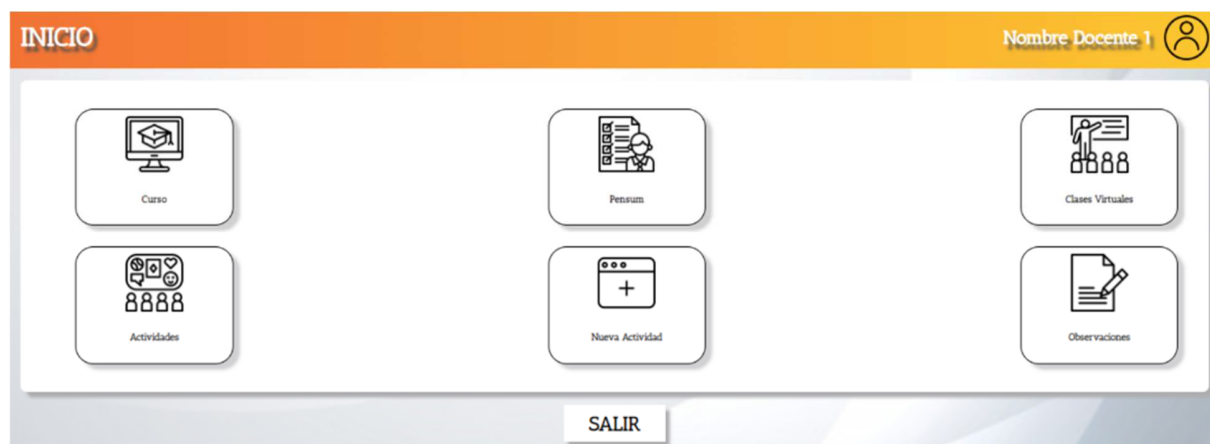 INICIO
Nombre Docente 1
Curso
Pensum
Clases Virtuales
Actividades
Nueva Actividad
Observaciones
SALIR